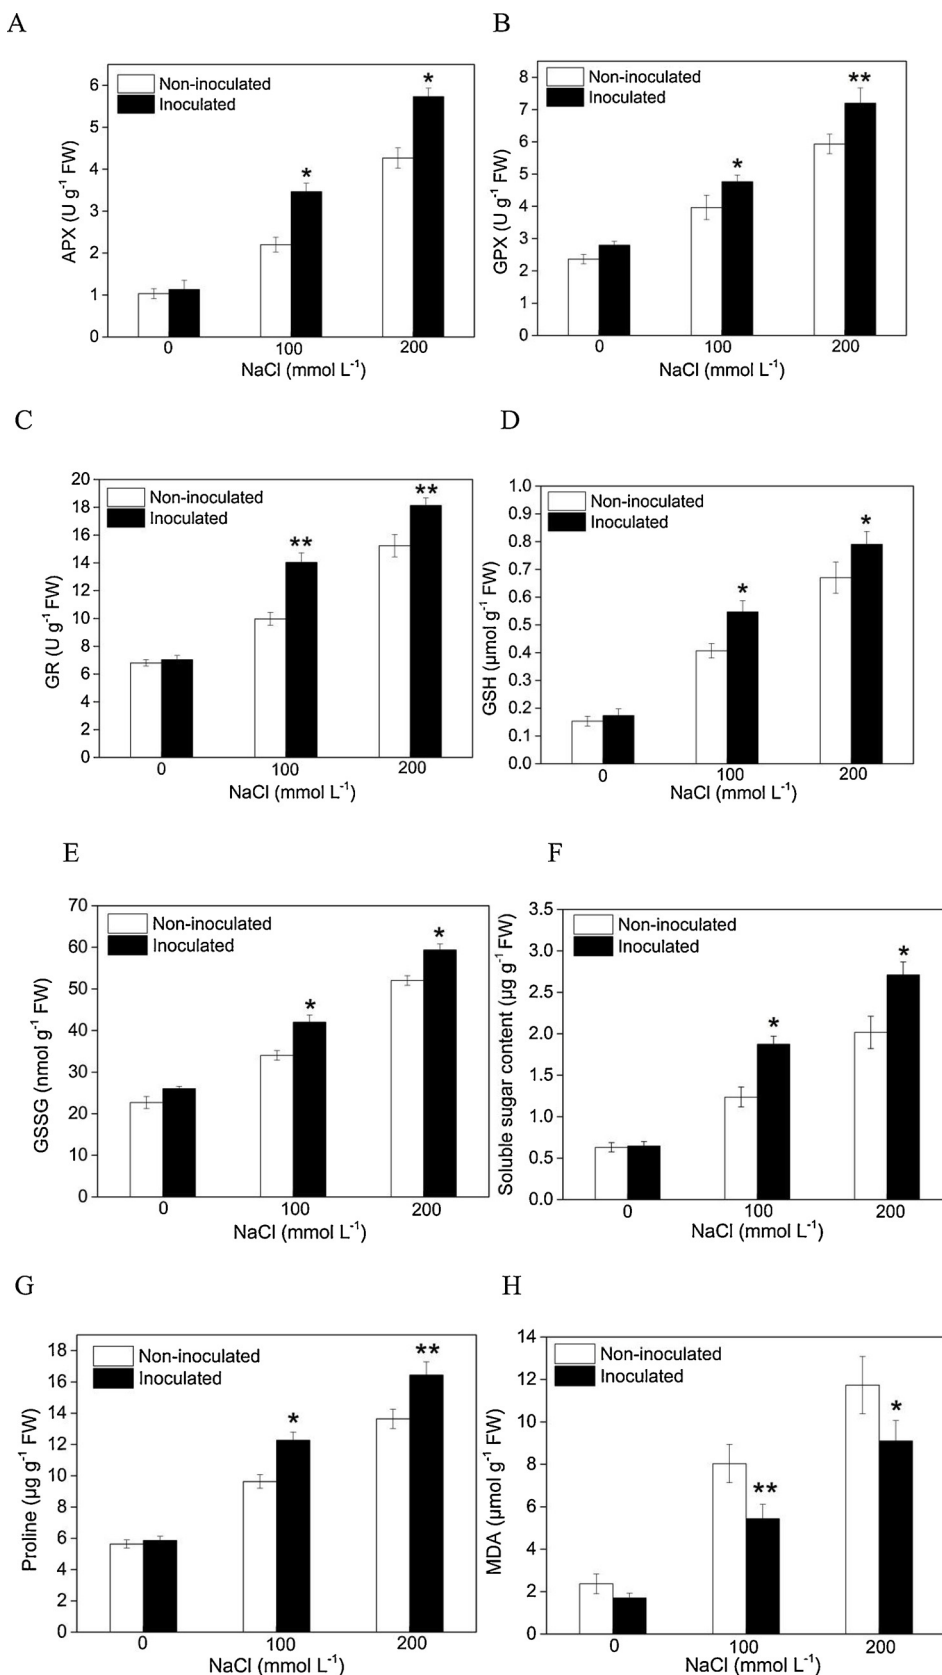 A
APX (U g⁻¹ FW)
6
5
4
3
2
1
0
Non-inoculated
Inoculated
*
*
0 100 200
NaCl (mmol L⁻¹)
B
GPX (U g⁻¹ FW)
8
7
6
5
4
3
2
1
0
Non-inoculated
Inoculated
**
*
0 100 200
NaCl (mmol L⁻¹)
C
GR (U g⁻¹ FW)
20
18
16
14
12
10
8
6
4
2
0
Non-inoculated
Inoculated
**
**
0 100 200
NaCl (mmol L⁻¹)
D
GSH (µmol g⁻¹ FW)
1.0
0.9
0.8
0.7
0.6
0.5
0.4
0.3
0.2
0.1
0.0
Non-inoculated
Inoculated
*
*
0 100 200
NaCl (mmol L⁻¹)
E
GSSG (nmol g⁻¹ FW)
70
60
50
40
30
20
10
0
Non-inoculated
Inoculated
*
*
0 100 200
NaCl (mmol L⁻¹)
F
Soluble sugar content (µg g⁻¹ FW)
3.5
3.0
2.5
2.0
1.5
1.0
0.5
0.0
Non-inoculated
Inoculated
*
*
0 100 200
NaCl (mmol L⁻¹)
G
Proline (µg g⁻¹ FW)
18
16
14
12
10
8
6
4
2
0
Non-inoculated
Inoculated
**
*
0 100 200
NaCl (mmol L⁻¹)
H
MDA (µmol g⁻¹ FW)
14
12
10
8
6
4
2
0
Non-inoculated
Inoculated
*
**
0 100 200
NaCl (mmol L⁻¹)